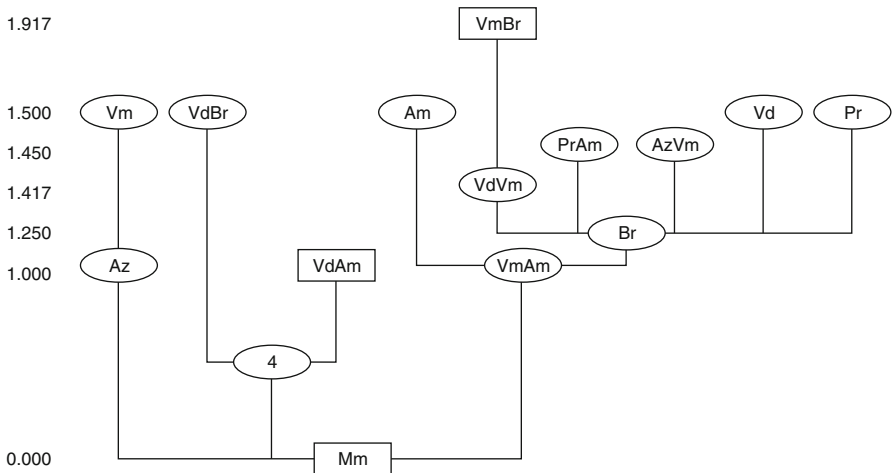 1.917
VmBr
1.500
Vm
VdBr
Am
Vd
Pr
1.450
PrAm
AzVm
1.417
VdVm
1.250
Br
1.000
Az
VdAm
VmAm
4
0.000
Mm